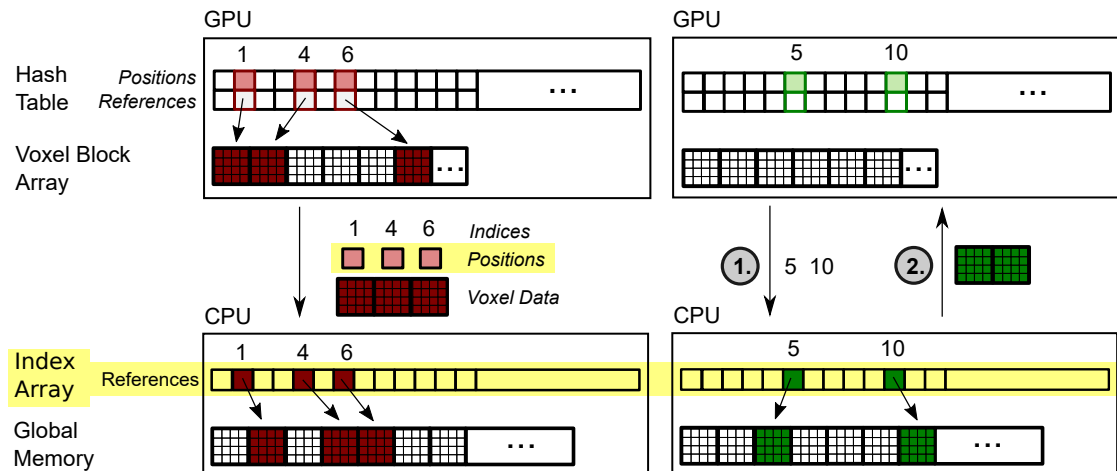 GPU
1 4 6
Hash
Table
Positions
References
...
Voxel Block
Array
...
1 4 6 Indices
Positions
Voxel Data
CPU
1 4 6
Index
Array
References
Global
Memory
...
GPU
5 10
...
...
1. 5 10
2.
CPU
5 10
...